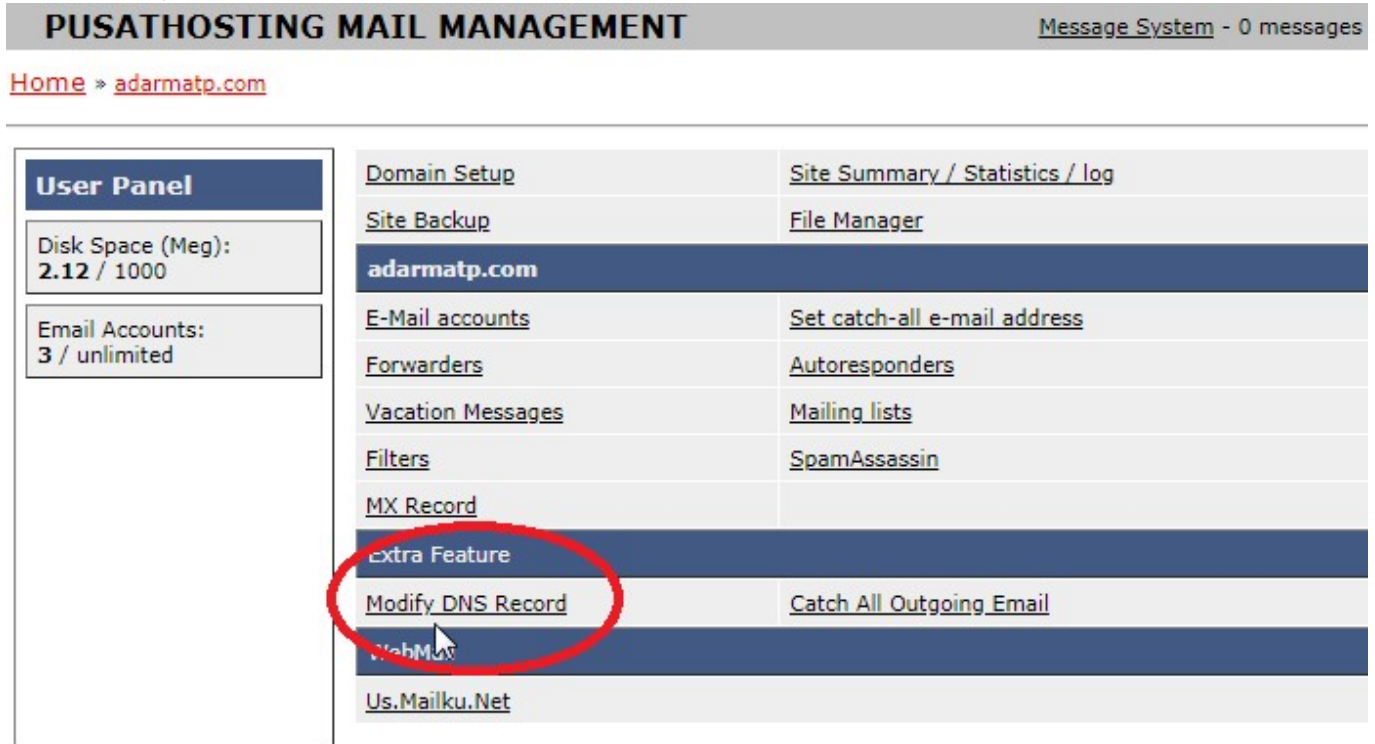 PUSATHOSTING MAIL MANAGEMENT
Message System - 0 messages
Home » adarmatp.com
User Panel
Disk Space (Meg):
2.12 / 1000
Email Accounts:
3 / unlimited
Domain Setup
Site Summary / Statistics / log
Site Backup
File Manager
adarmatp.com
E-Mail accounts
Set catch-all e-mail address
Forwarders
Autoresponders
Vacation Messages
Mailing lists
Filters
SpamAssassin
MX Record
Extra Feature
Modify DNS Record
Catch All Outgoing Email
Us.Mailku.Net